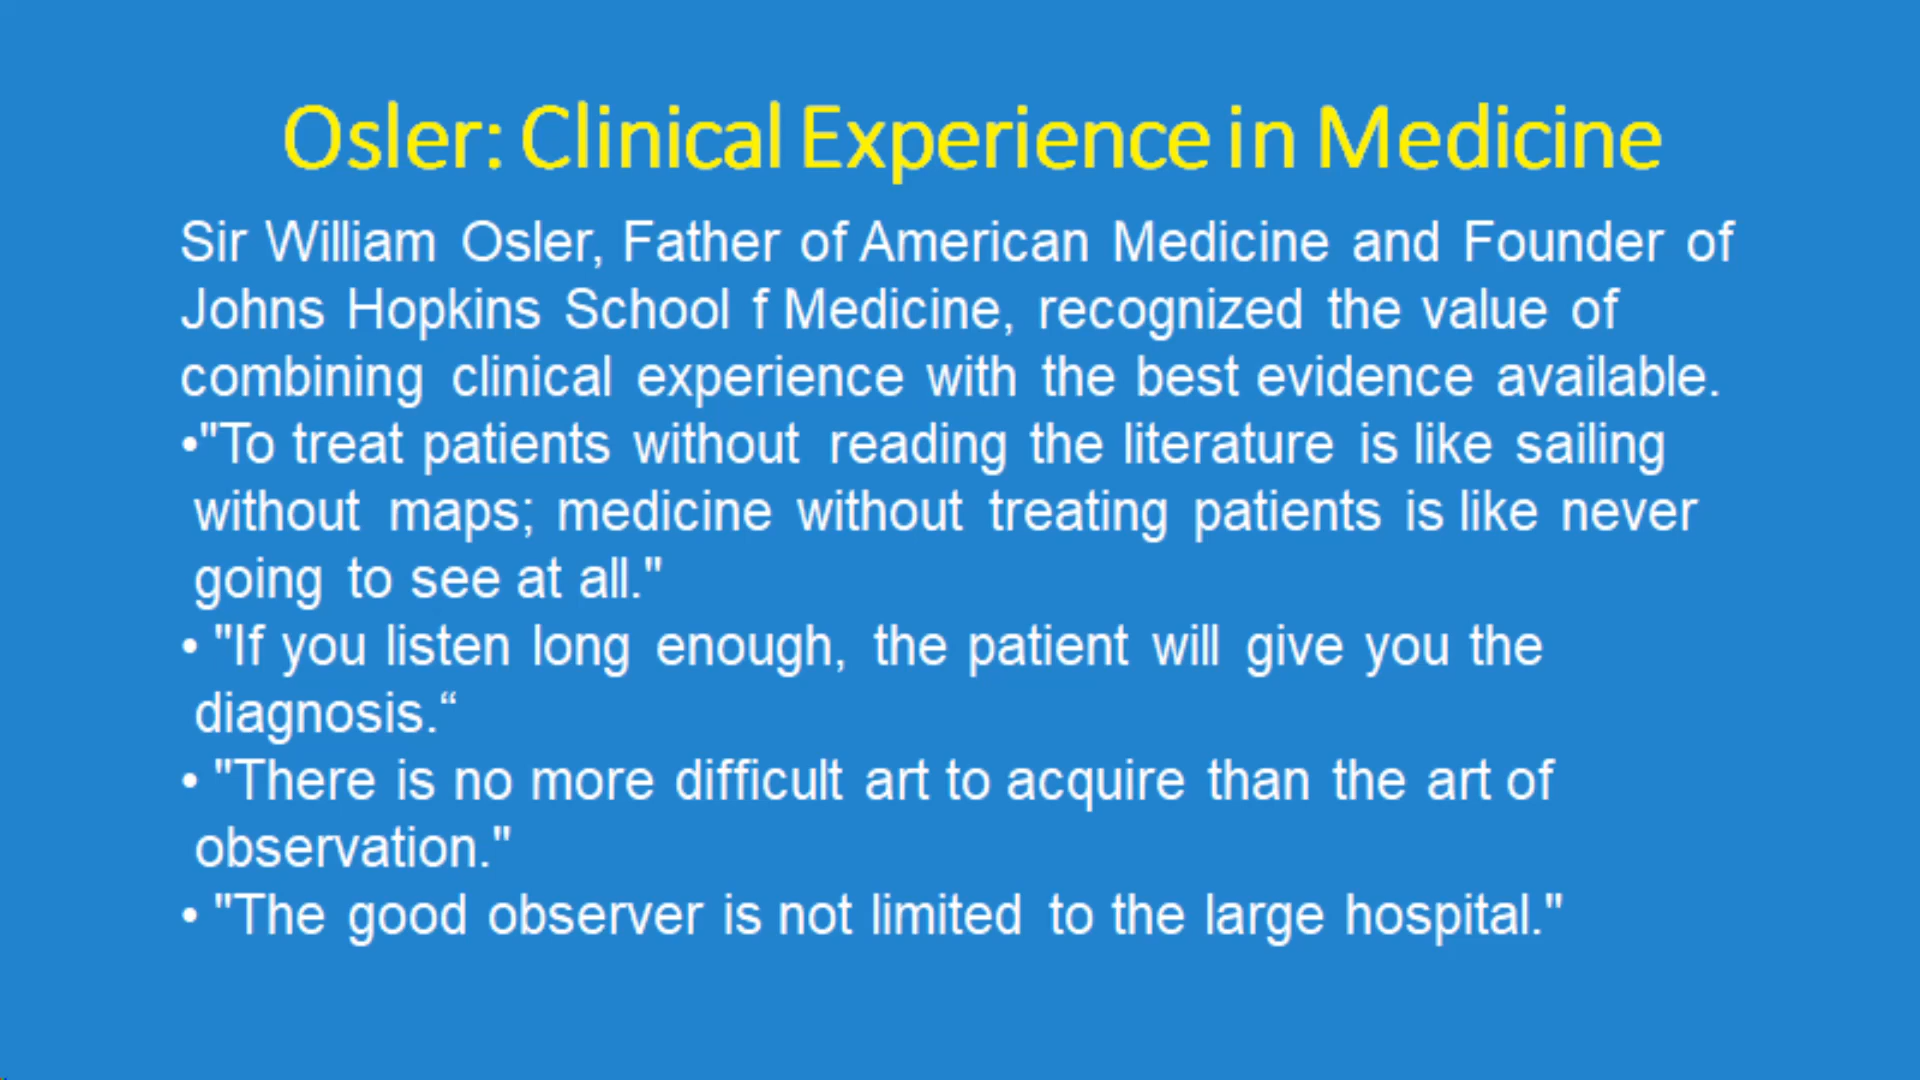 Osler: Clinical Experience in Medicine
Sir William Osler, Father of American Medicine and Founder of
Johns Hopkins School f Medicine, recognized the value of
combining clinical experience with the best evidence available.
•"To treat patients without reading the literature is like sailing
without maps; medicine without treating patients is like never
going to see at all."
• "If you listen long enough, the patient will give you the
diagnosis.“
• "There is no more difficult art to acquire than the art of
observation."
• "The good observer is not limited to the large hospital."